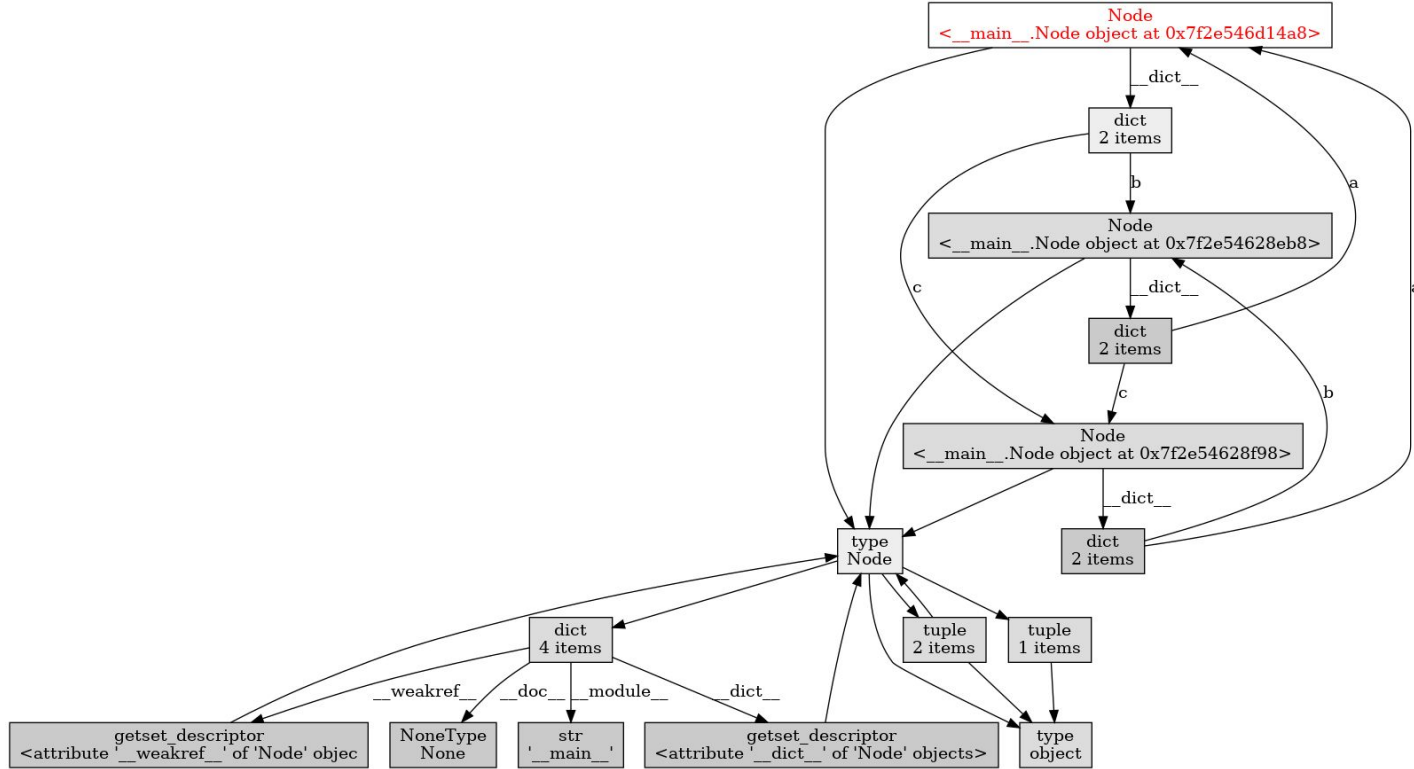 Node
<__main__.Node object at 0x7f2e546d14a8>
__dict__
dict
2 items
b
a
Node
<__main__.Node object at 0x7f2e54628eb8>
c
__dict__
a
dict
2 items
c
b
Node
<__main__.Node object at 0x7f2e54628f98>
__dict__
type
Node
dict
2 items
dict
4 items
tuple
2 items
tuple
1 items
__weakref__
__doc__
__module__
__dict__
getset_descriptor
<attribute '__weakref__' of 'Node' objec
NoneType
None
str
'__main__'
getset_descriptor
<attribute '__dict__' of 'Node' objects>
type
object